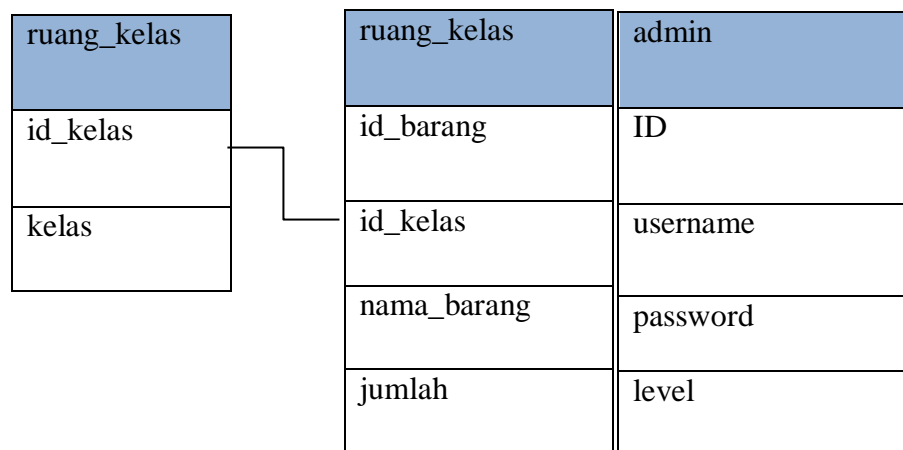 ruang_kelas
id_kelas
kelas
ruang_kelas
id_barang
id_kelas
nama_barang
jumlah
admin
ID
username
password
level